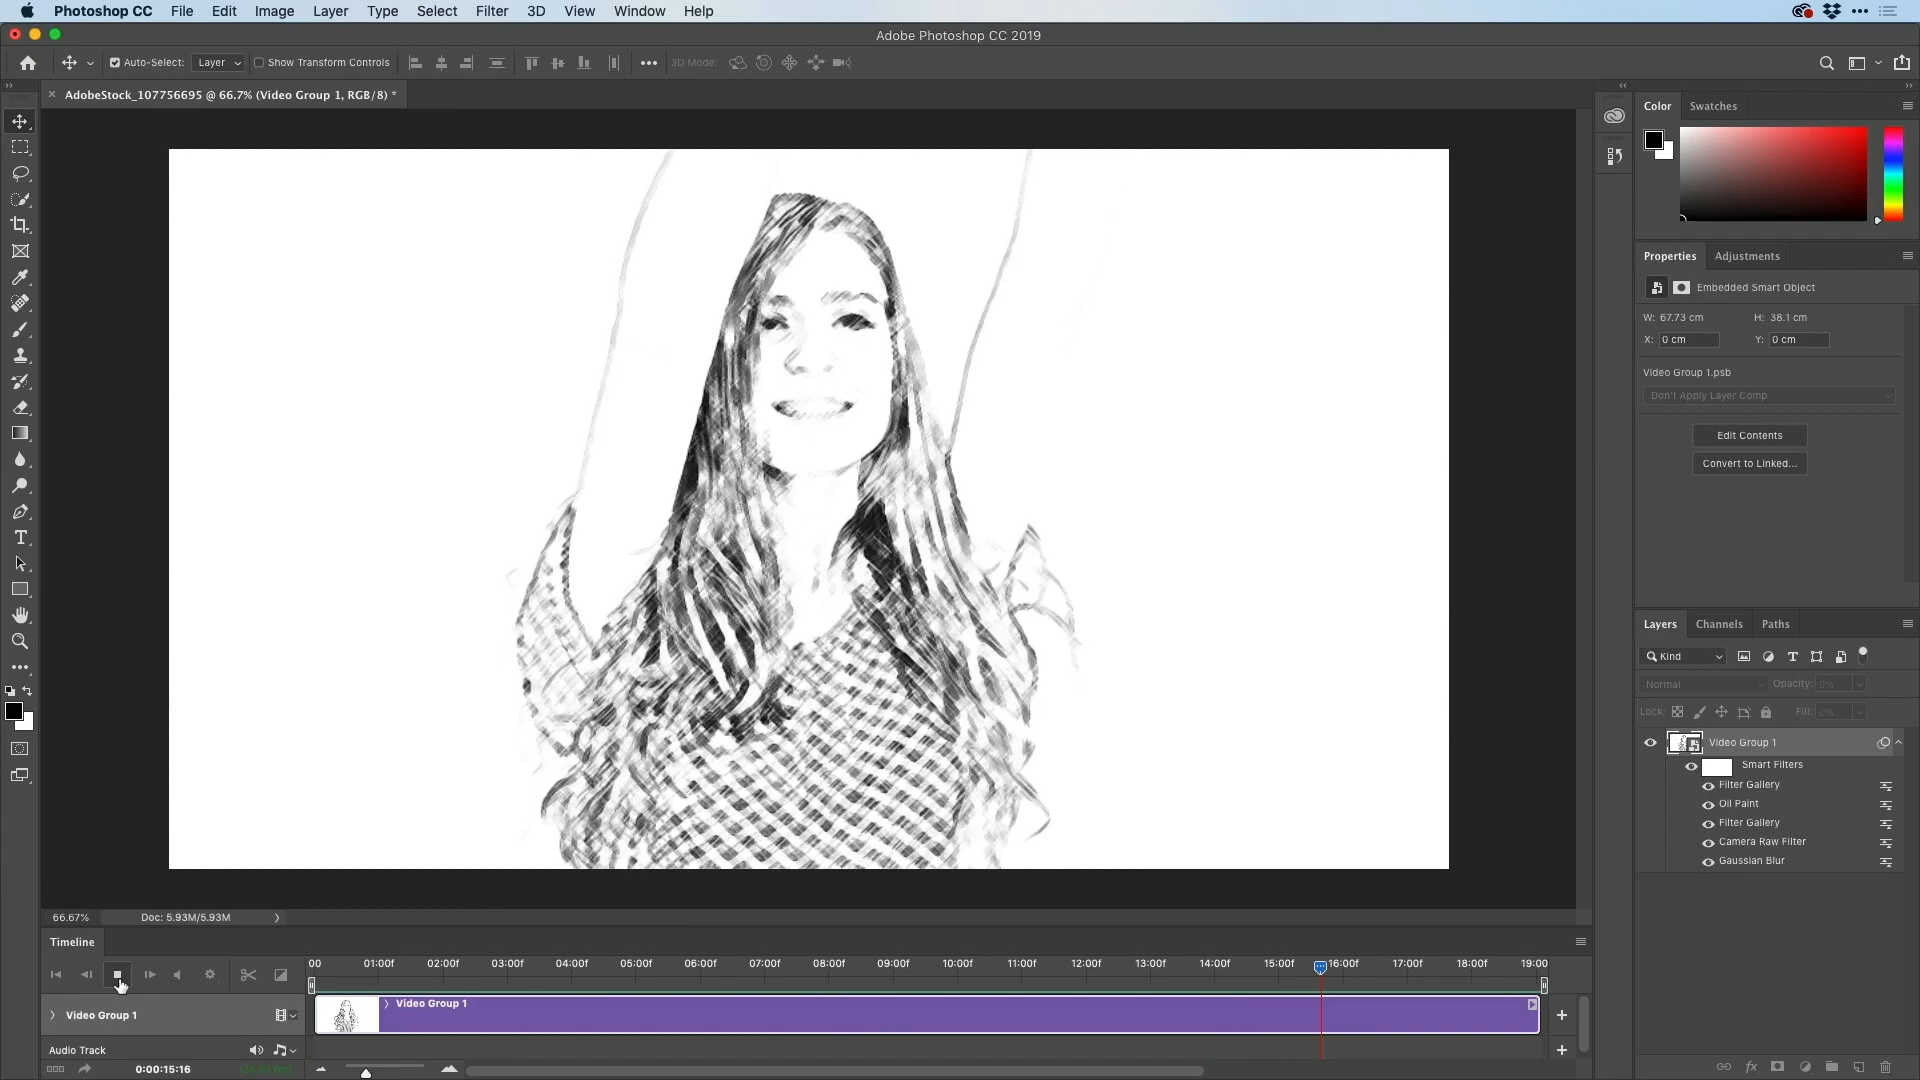 Photoshop CC File Edit Image Layer Type Select Filter 3D View Window Help
Adobe Photoshop CC 2019
Auto-Select: Layer Show Transform Controls 3D Mode:
AdobeStock_107756695 @ 66.7% (Video Group 1, RGB/8) *
Color Swatches
Properties Adjustments
Embedded Smart Object
W: 67.73 cm H: 38.1 cm
X: 0 cm Y: 0 cm
Video Group 1.psb
Don't Apply Layer Comp
Edit Contents
Convert to Linked...
Layers Channels Paths
Kind
Normal Opacity: 0%
Lock: Fill: 0%
Video Group 1
Smart Filters
Filter Gallery
Oil Paint
Filter Gallery
Camera Raw Filter
Gaussian Blur
66.67% Doc: 5.93M/5.93M
Timeline
00 01:00f 02:00f 03:00f 04:00f 05:00f 06:00f 07:00f 08:00f 09:00f 10:00f 11:00f 12:00f 13:00f 14:00f 15:00f 16:00f 17:00f 18:00f 19:00
Video Group 1
Video Group 1
Audio Track
0:00:15:16